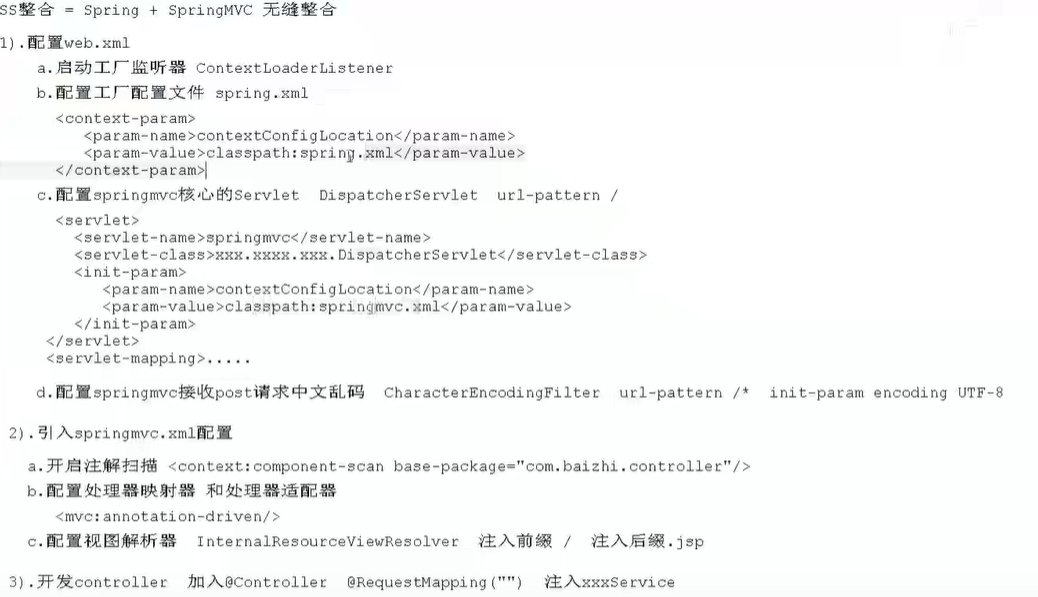 SS整合 = Spring + SpringMVC 无缝整合
1).配置web.xml
a.启动工厂监听器 ContextLoaderListener
b.配置工厂配置文件 spring.xml
<context-param>
<param-name>contextConfigLocation</param-name>
<param-value>classpath:spring.xml</param-value>
</context-param>
c.配置springmvc核心的Servlet DispatcherServlet url-pattern /
<servlet>
<servlet-name>springmvc</servlet-name>
<servlet-class>xxx.xxxx.xxx.DispatcherServlet</servlet-class>
<init-param>
<param-name>contextConfigLocation</param-name>
<param-value>classpath:springmvc.xml</param-value>
</init-param>
</servlet>
<servlet-mapping>.....
d.配置springmvc接收post请求中文乱码 CharacterEncodingFilter url-pattern /* init-param encoding UTF-8
2).引入springmvc.xml配置
a.开启注解扫描 <context:component-scan base-package="com.baizhi.controller"/>
b.配置处理器映射器 和处理器适配器
<mvc:annotation-driven/>
c.配置视图解析器 InternalResourceViewResolver 注入前缀 / 注入后缀.jsp
3).开发controller 加入@Controller @RequestMapping("") 注入xxxService